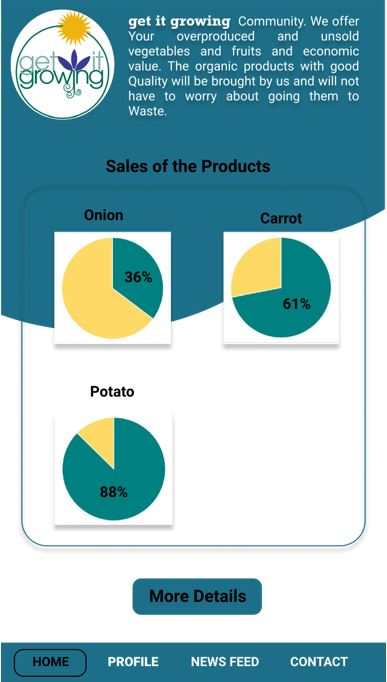 get it
growing
get it growing Community. We offer
Your overproduced and unsold
vegetables and fruits and economic
value. The organic products with good
Quality will be brought by us and will not
have to worry about going them to
Waste.
Sales of the Products
Onion
Carrot
36%
61%
Potato
88%
More Details
HOME PROFILE NEWS FEED CONTACT